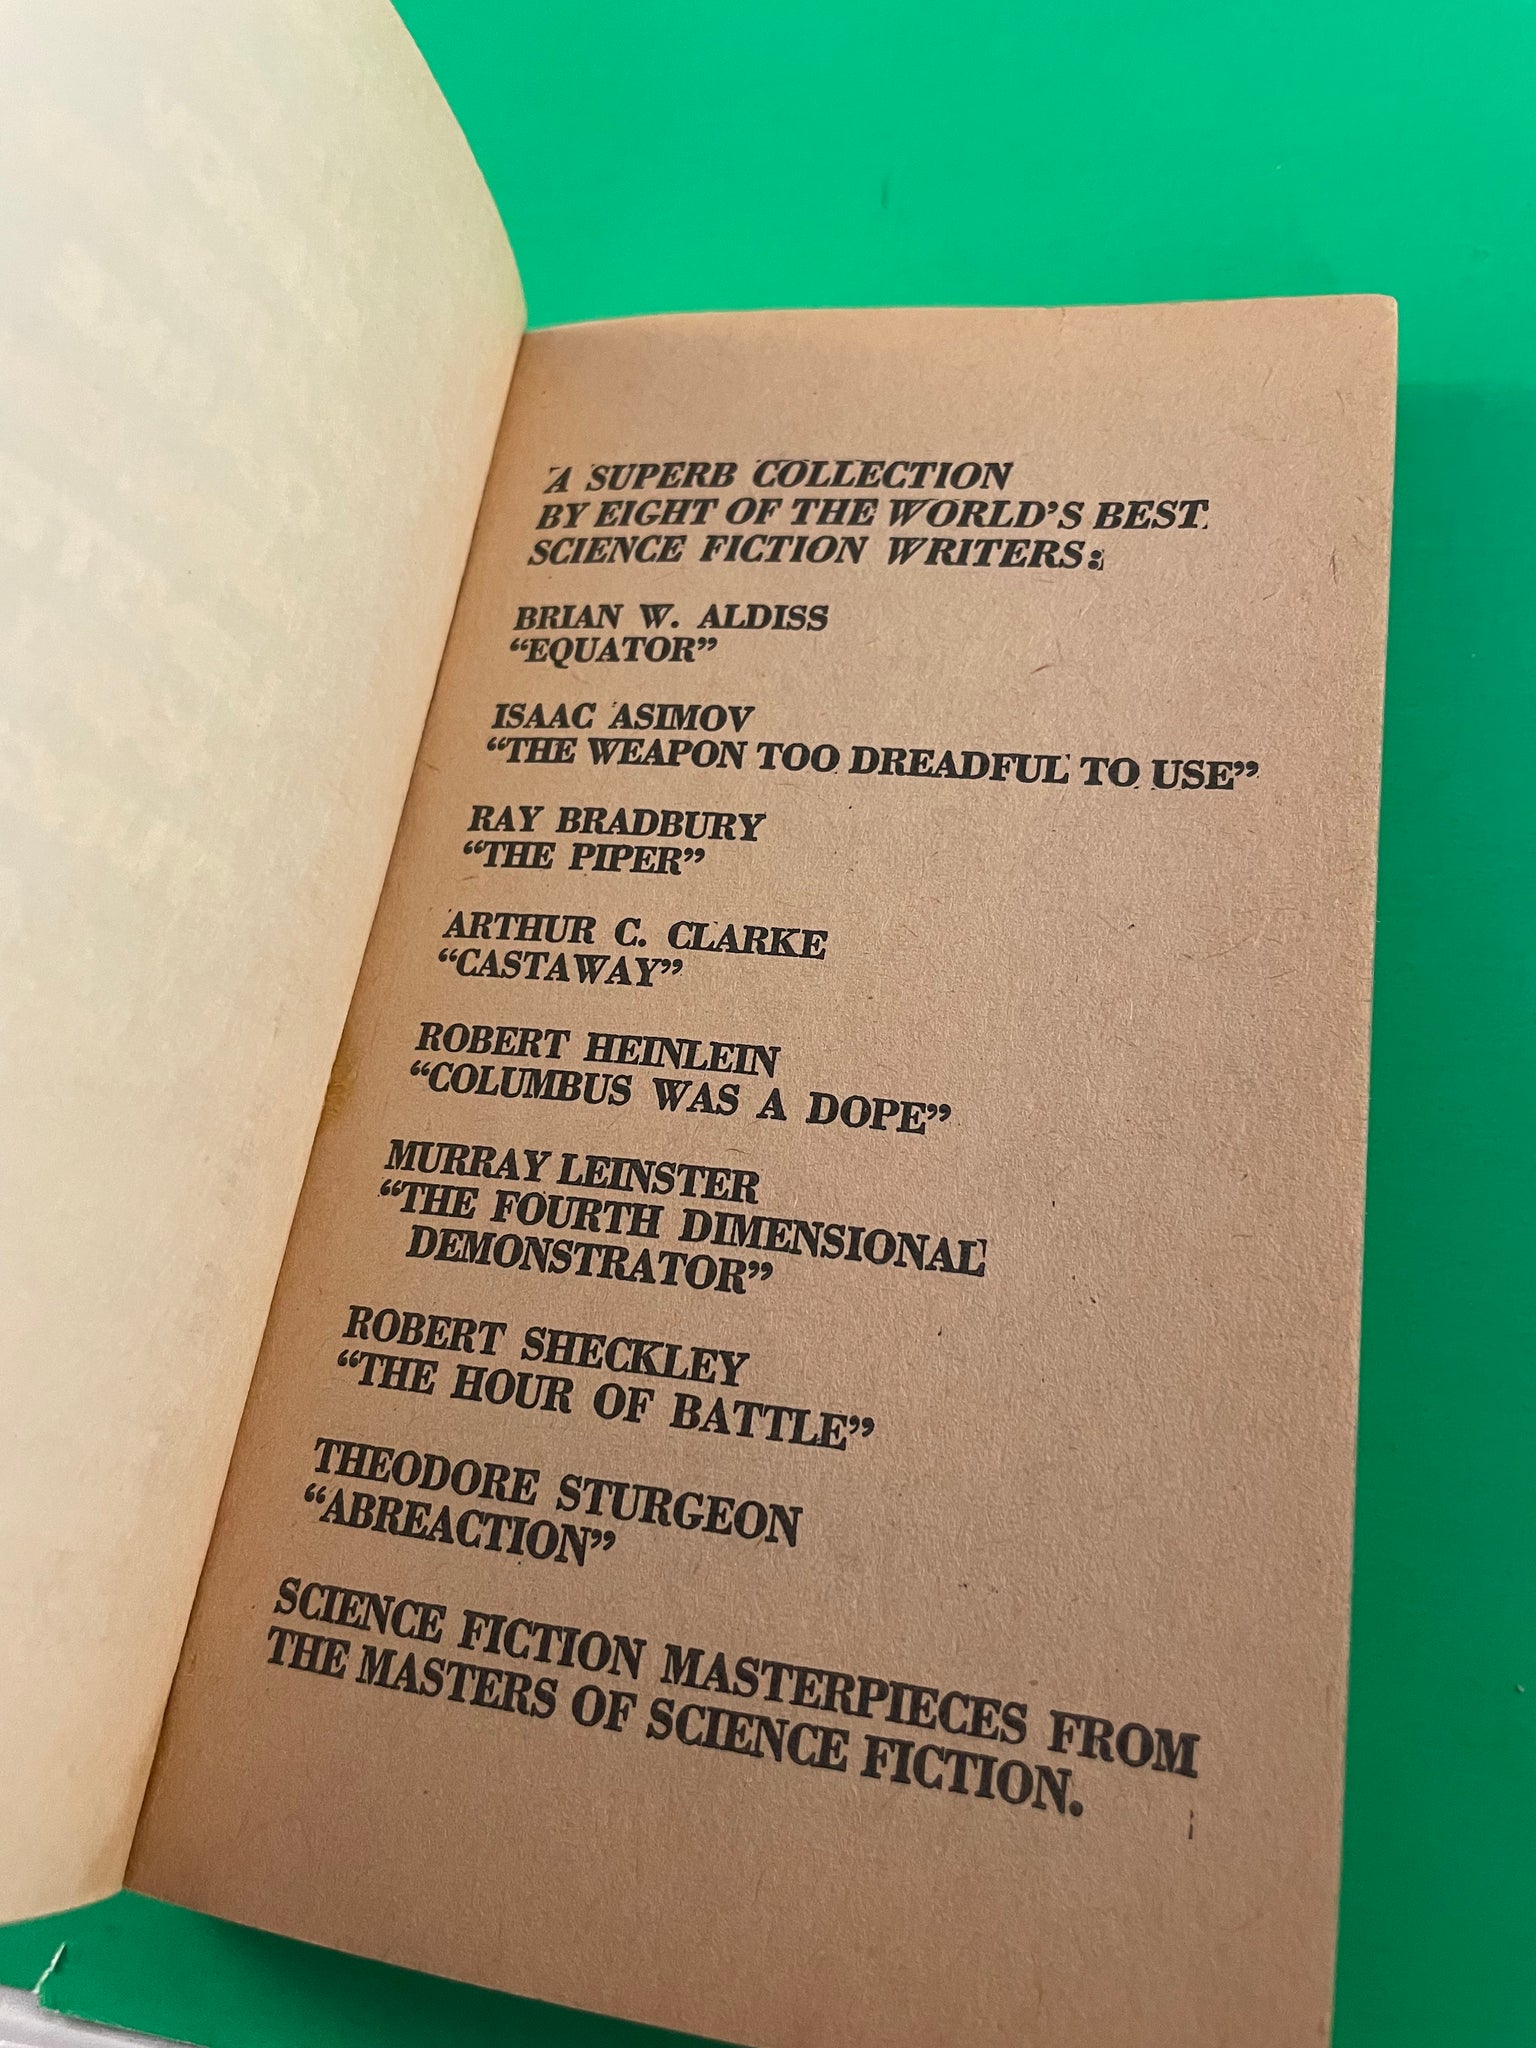 A SUPERB COLLECTION
BY EIGHT OF THE WORLD'S BEST
SCIENCE FICTION WRITERS:
BRIAN W. ALDISS
“EQUATOR”
ISAAC ASIMOV
“THE WEAPON TOO DREADFUL TO USE”
RAY BRADBURY
“THE PIPER”
ARTHUR C. CLARKE
“CASTAWAY”
ROBERT HEINLEIN
“COLUMBUS WAS A DOPE”
MURRAY LEINSTER
“THE FOURTH DIMENSIONAL
DEMONSTRATOR”
ROBERT SHECKLEY
“THE HOUR OF BATTLE”
THEODORE STURGEON
“ABREACTION”
SCIENCE FICTION MASTERPIECES FROM
THE MASTERS OF SCIENCE FICTION.